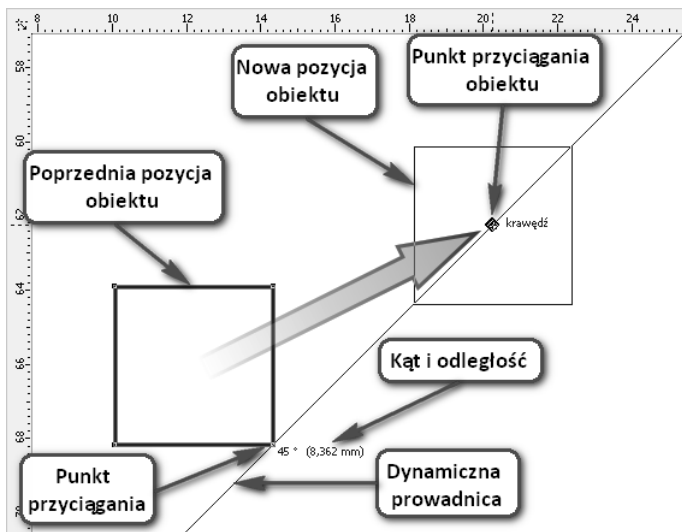 8 10 12 14 16 18 20 22 24
58
60
62
64
66
68
Nowa pozycja
obiektu
Punkt przyciągania
obiektu
Poprzednia pozycja
obiektu
krawędź
Kąt i odległość
45 ° (8,362 mm)
Punkt
przyciągania
Dynamiczna
prowadnica